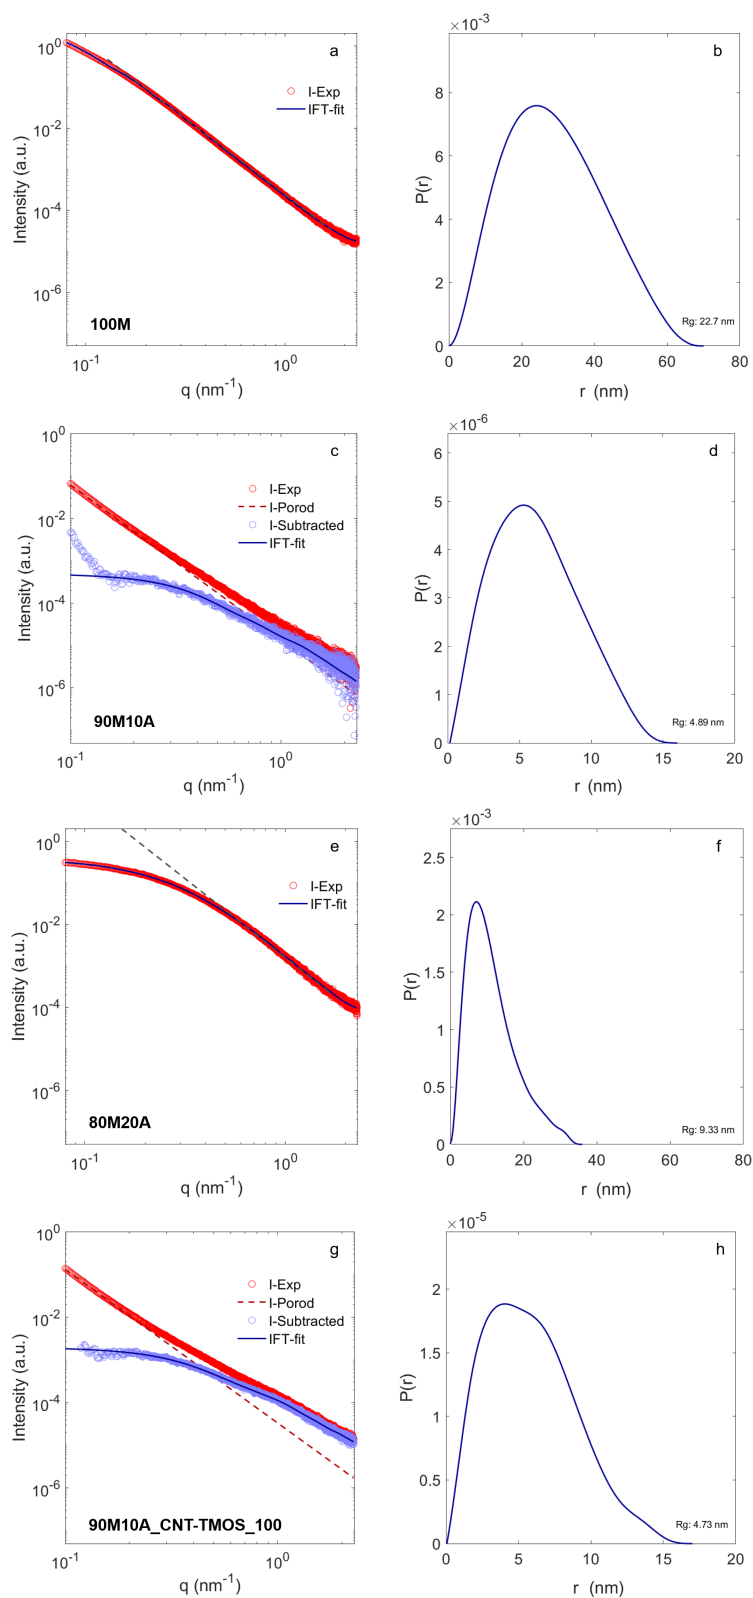 a
10^0
10^-2
10^-4
10^-6
Intensity (a.u.)
I-Exp
IFT-fit
100M
10^-1
10^0
q (nm^-1)
×10^-3
b
8
6
4
2
0
P(r)
Rg: 22.7 nm
0 20 40 60 80
r (nm)
c
10^0
10^-2
10^-4
10^-6
Intensity (a.u.)
I-Exp
I-Porod
I-Subtracted
IFT-fit
90M10A
10^-1
10^0
q (nm^-1)
×10^-6
d
6
5
4
3
2
1
0
P(r)
Rg: 4.89 nm
0 5 10 15 20
r (nm)
e
10^0
10^-2
10^-4
10^-6
Intensity (a.u.)
I-Exp
IFT-fit
80M20A
10^-1
10^0
q (nm^-1)
×10^-3
f
2.5
2
1.5
1
0.5
0
P(r)
Rg: 9.33 nm
0 20 40 60 80
r (nm)
g
10^0
10^-2
10^-4
10^-6
Intensity (a.u.)
I-Exp
I-Porod
I-Subtracted
IFT-fit
90M10A_CNT-TMOS_100
10^-1
10^0
q (nm^-1)
×10^-5
h
2
1.5
1
0.5
0
P(r)
Rg: 4.73 nm
0 5 10 15 20
r (nm)